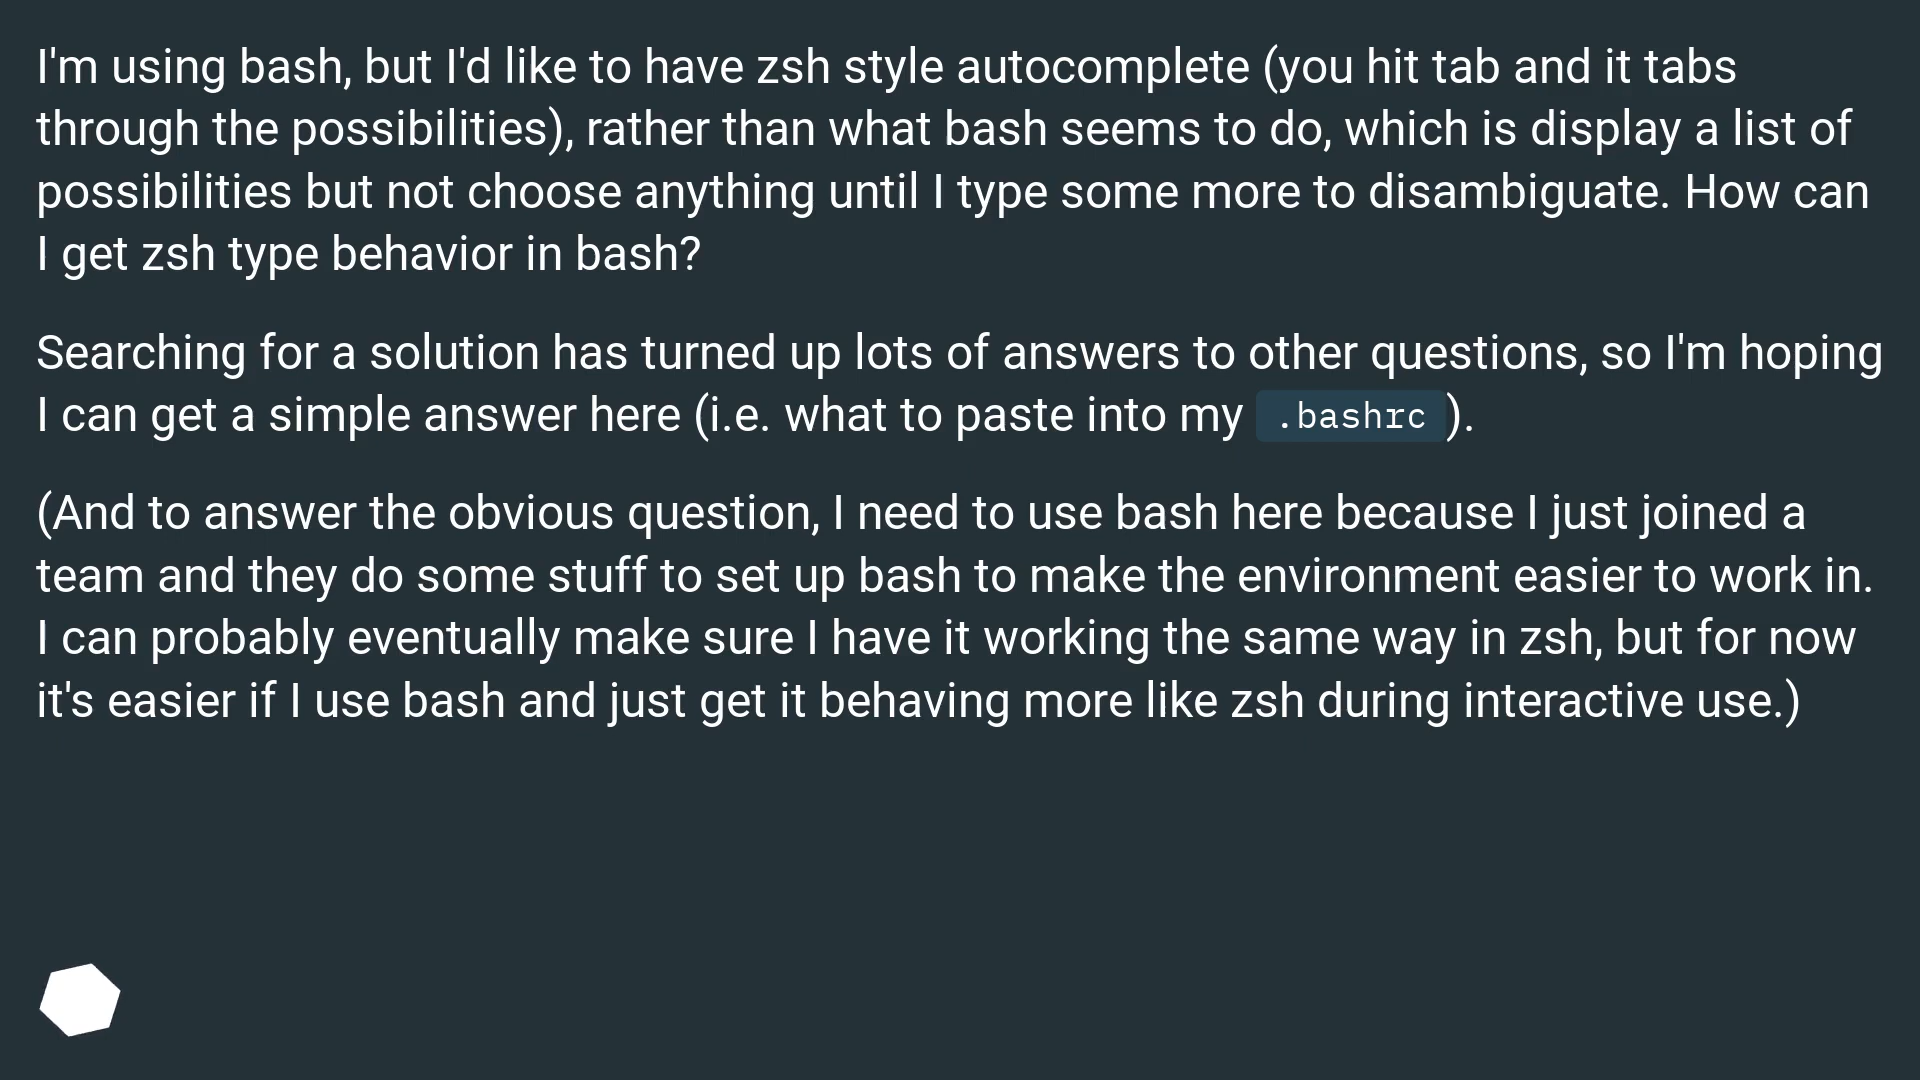 I'm using bash, but I'd like to have zsh style autocomplete (you hit tab and it tabs
through the possibilities), rather than what bash seems to do, which is display a list of
possibilities but not choose anything until I type some more to disambiguate. How can
I get zsh type behavior in bash?
Searching for a solution has turned up lots of answers to other questions, so I'm hoping
I can get a simple answer here (i.e. what to paste into my .bashrc).
(And to answer the obvious question, I need to use bash here because I just joined a
team and they do some stuff to set up bash to make the environment easier to work in.
I can probably eventually make sure I have it working the same way in zsh, but for now
it's easier if I use bash and just get it behaving more like zsh during interactive use.)